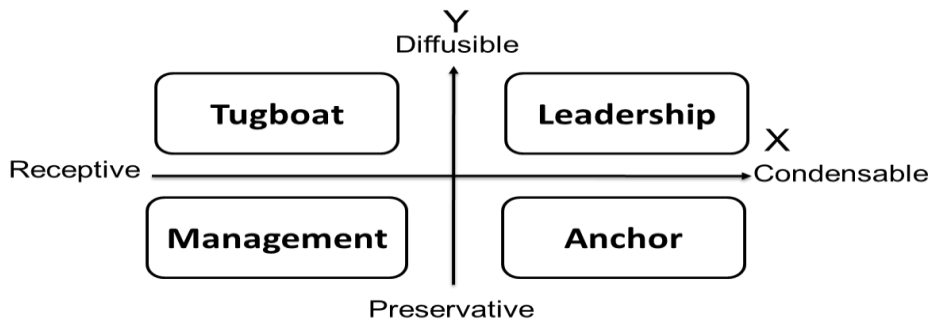 Y
Diffusible
Tugboat
Leadership
X
Receptive
Condensable
Management
Anchor
Preservative